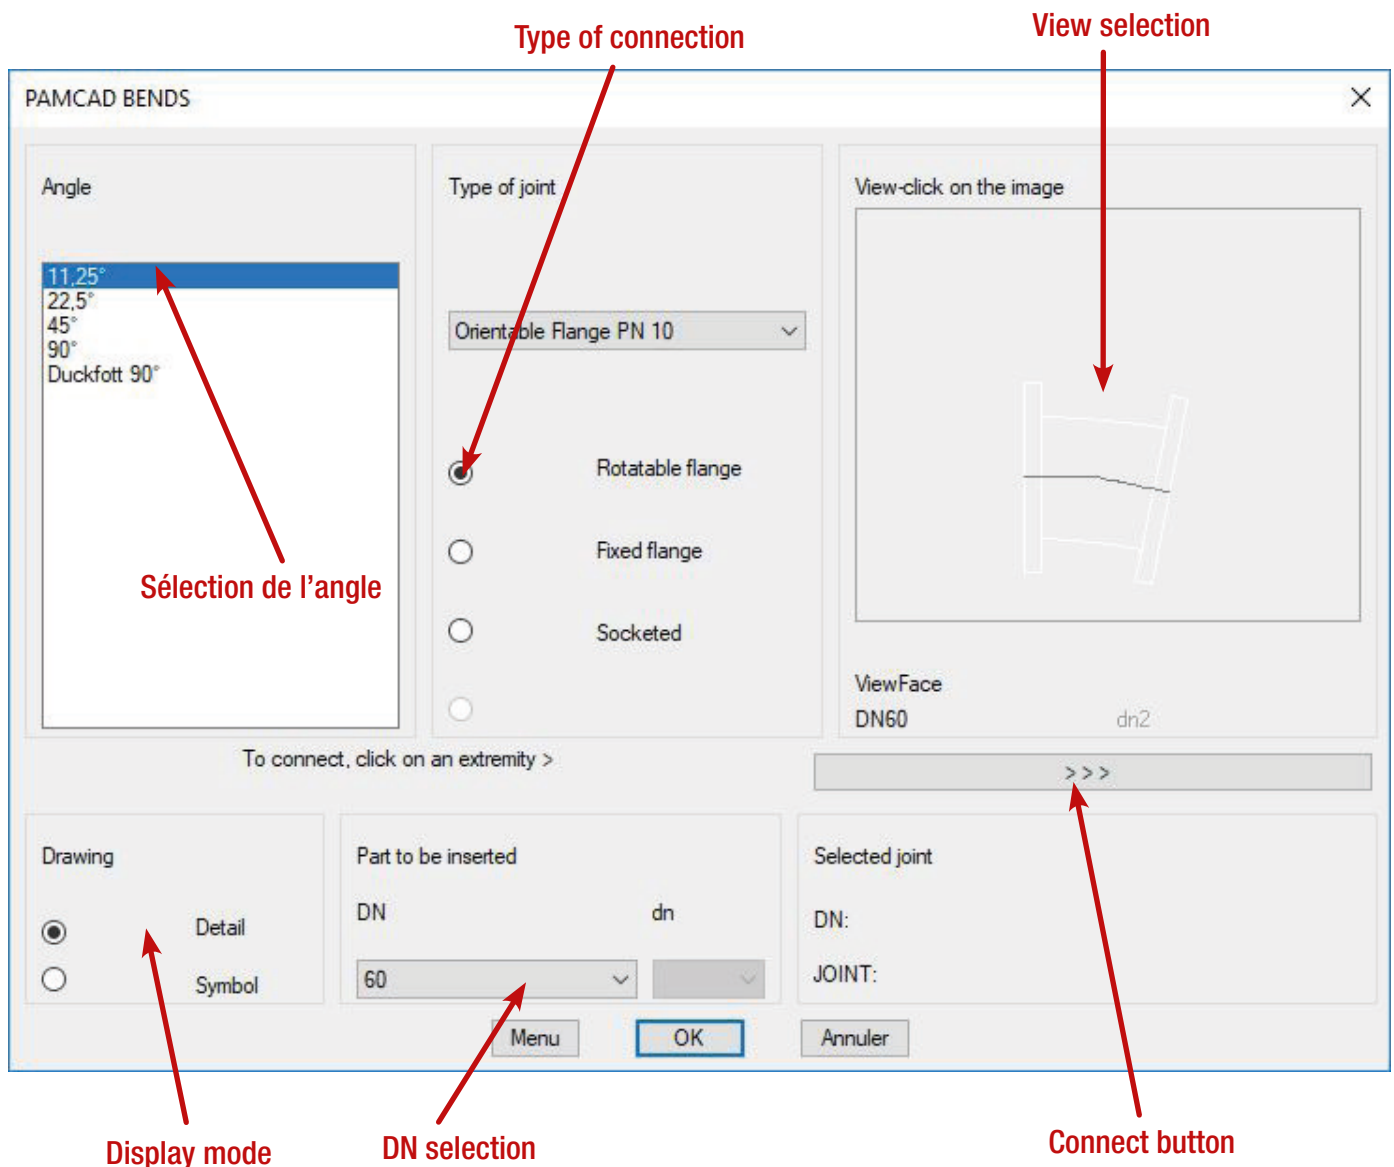 Type of connection
View selection
PAMCAD BENDS
Angle
Type of joint
View-click on the image
11,25°
22,5°
45°
90°
Duckfott 90°
Orientable Flange PN 10
Rotatable flange
Fixed flange
Sélection de l’angle
Socketed
ViewFace
DN60 dn2
To connect, click on an extremity >
>>>
Drawing
Part to be inserted
Selected joint
DN dn
DN:
Detail
60
JOINT:
Symbol
Menu OK Annuler
Display mode
DN selection
Connect button